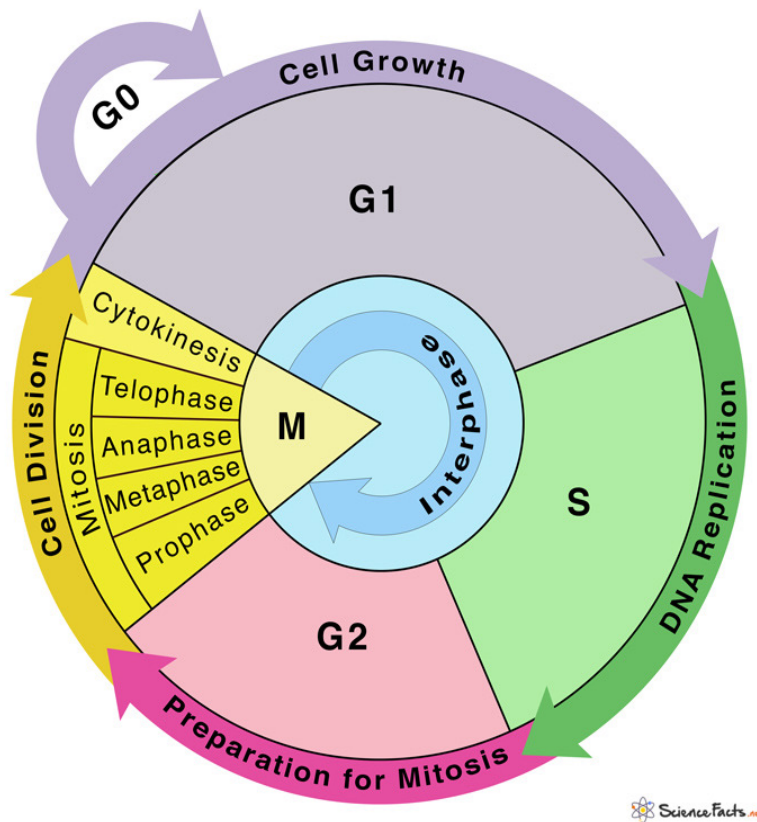 G0
Cell Growth
G1
Cytokinesis
Telophase
Anaphase
Metaphase
Prophase
Mitosis
Cell Division
M
Interphase
S
DNA Replication
G2
Preparation for Mitosis
ScienceFacts.ne